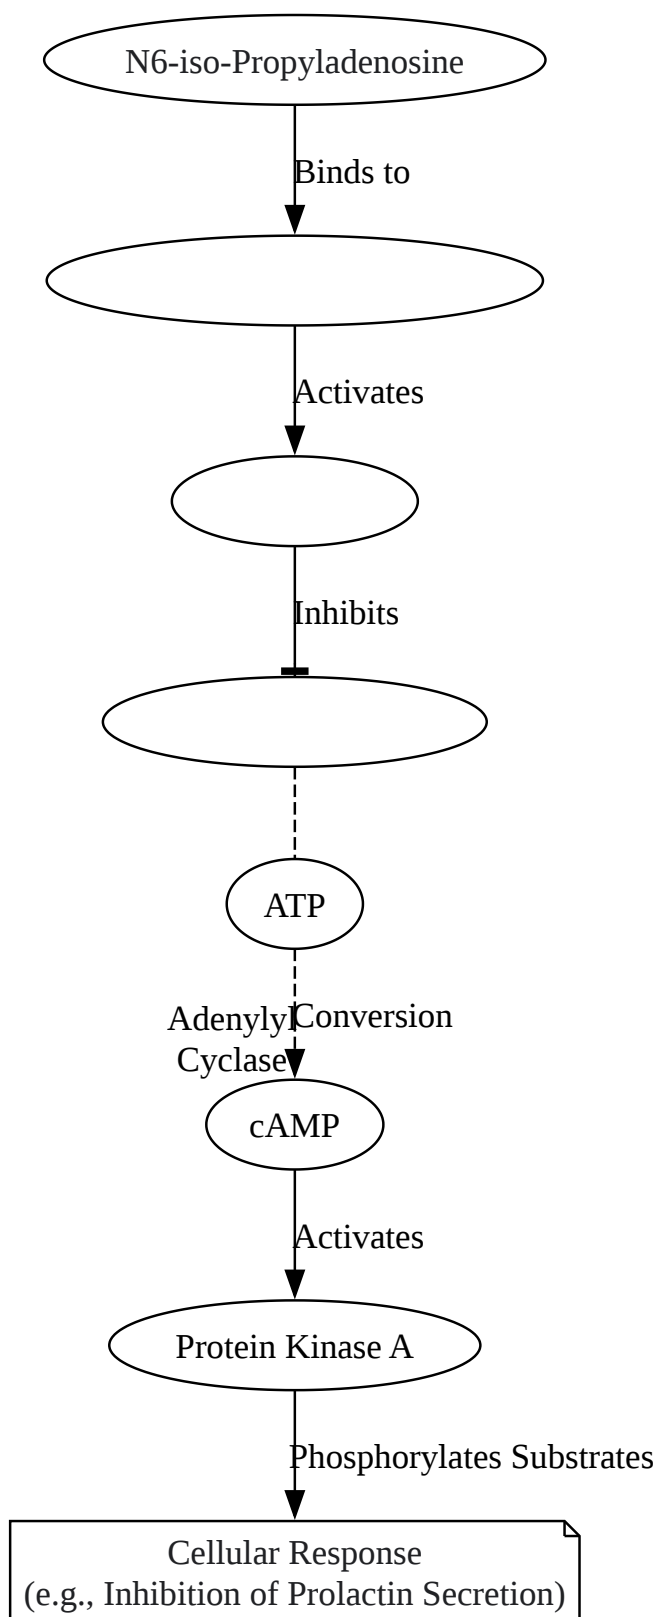 N6-iso-Propyladenosine
Binds to
Activates
Inhibits
ATP
Adenylyl
Cyclase
Conversion
cAMP
Activates
Protein Kinase A
Phosphorylates Substrates
Cellular Response
(e.g., Inhibition of Prolactin Secretion)